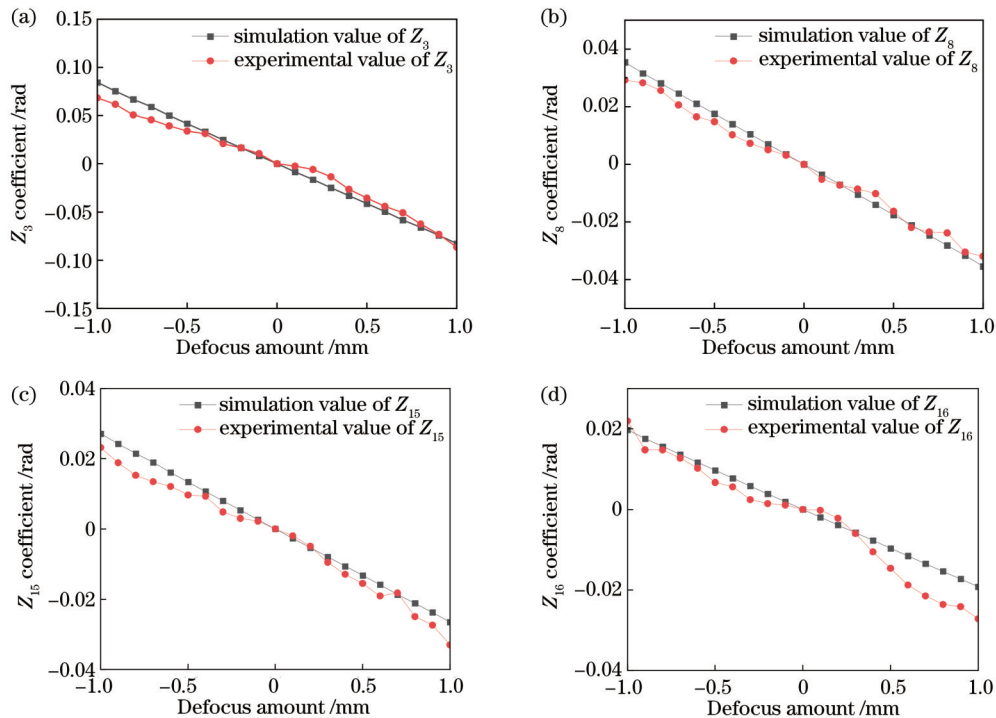 (a)
simulation value of Z3
experimental value of Z3
0.15
0.10
0.05
0
−0.05
−0.10
−0.15
Z3 coefficient /rad
−1.0 −0.5 0 0.5 1.0
Defocus amount /mm
(b)
simulation value of Z8
experimental value of Z8
0.04
0.02
0
−0.02
−0.04
Z8 coefficient /rad
−1.0 −0.5 0 0.5 1.0
Defocus amount /mm
(c)
simulation value of Z15
experimental value of Z15
0.04
0.02
0
−0.02
−0.04
Z15 coefficient /rad
−1.0 −0.5 0 0.5 1.0
Defocus amount /mm
(d)
simulation value of Z16
experimental value of Z16
0.02
0
−0.02
−0.04
Z16 coefficient /rad
−1.0 −0.5 0 0.5 1.0
Defocus amount /mm